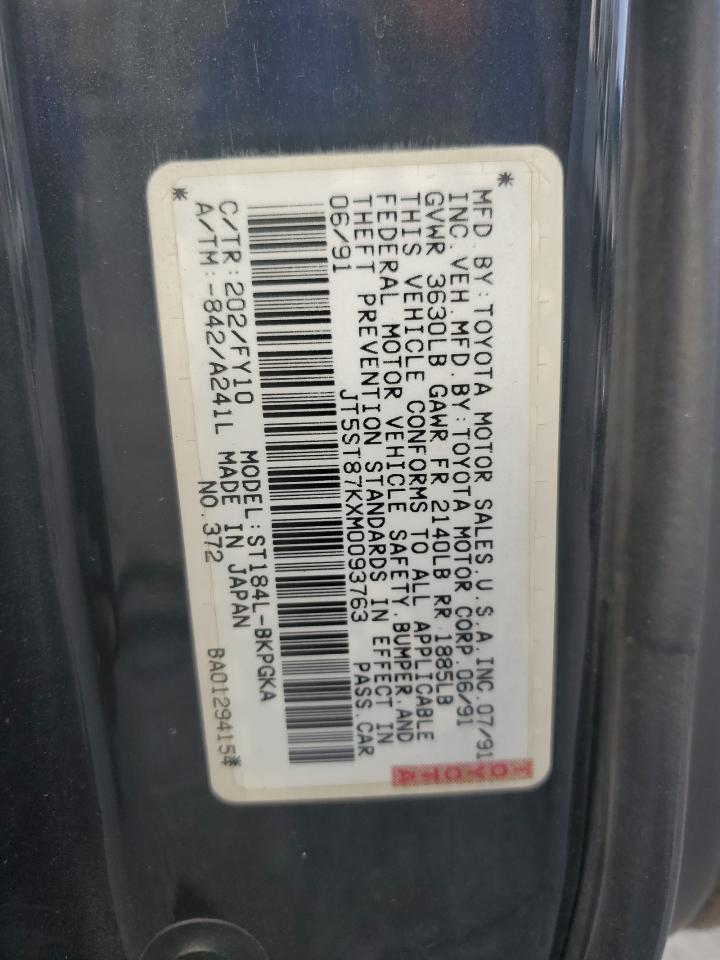 MFD. BY: TOYOTA MOTOR SALES. U. S. A. INC. 07/91
INC. VEH. MFD. BY: TOYOTA MOTOR CORP. 06/91
GVWR 3630LB GAWR FR 2140LB RR 1885LB
THIS VEHICLE CONFORMS TO ALL APPLICABLE
FEDERAL MOTOR VEHICLE SAFETY, BUMPER, AND
THEFT PREVENTION STANDARDS IN EFFECT IN
06/91 JT5ST87KXM0093763 PASS. CAR
TOYOTA
C/TR: 202/FY10 MODEL: ST184L-BKPGKA
A/TM: -842/A241L MADE IN JAPAN
NO. 372 BA01294154*